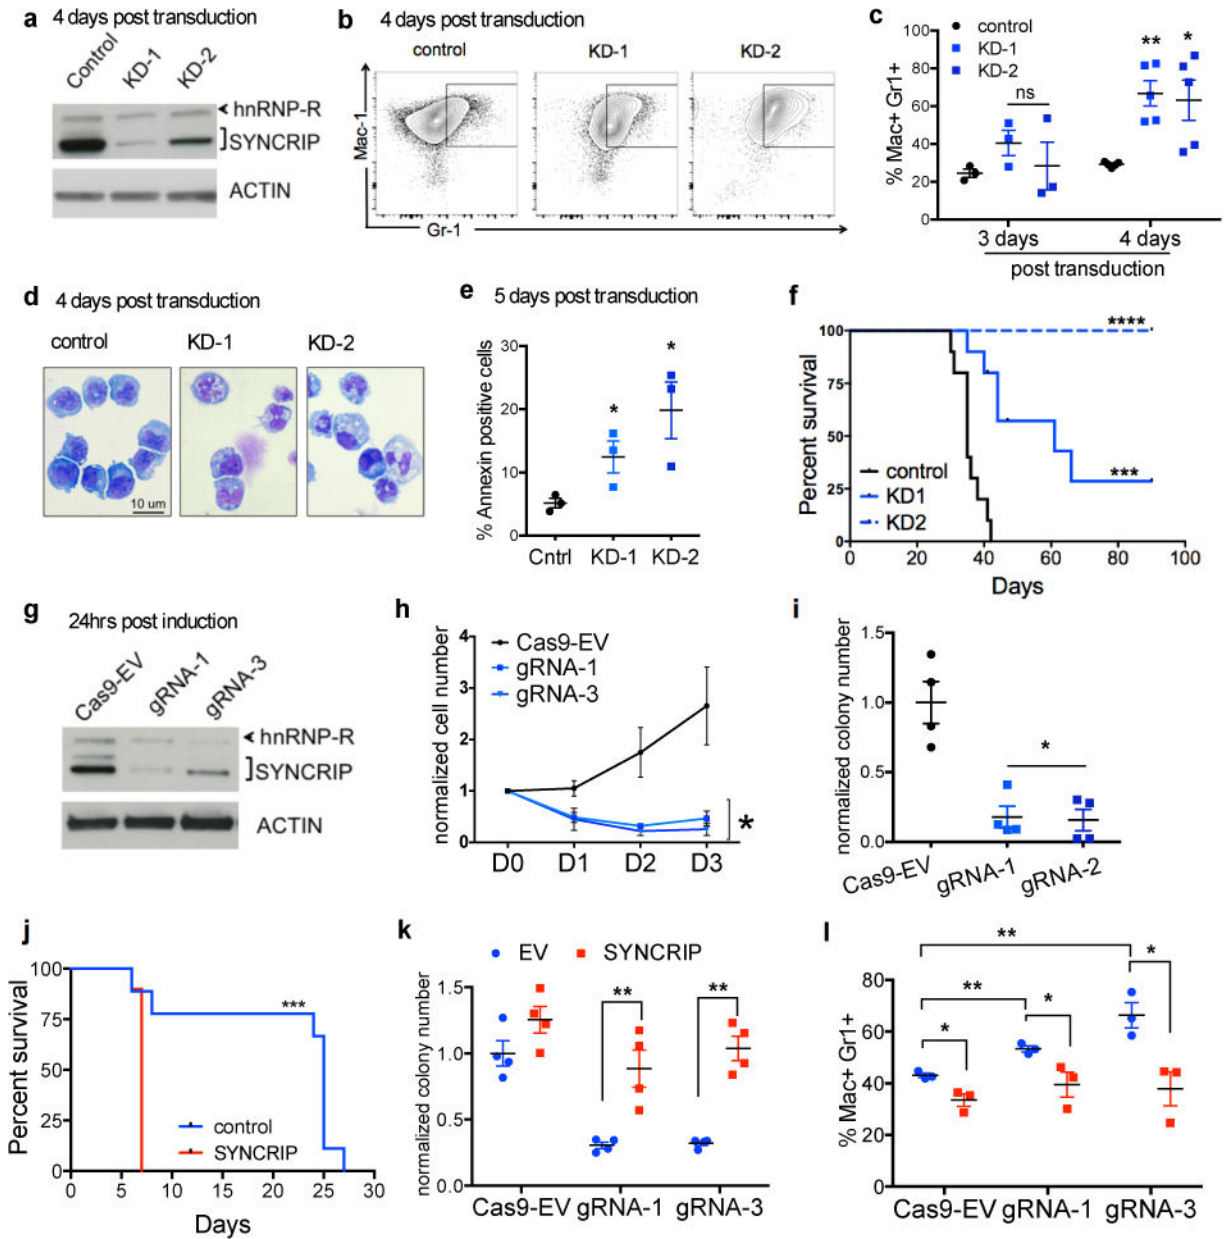 a 4 days post transduction
Control KD-1 KD-2
hnRNP-R
SYNCRIP
ACTIN
b 4 days post transduction
control KD-1 KD-2
Mac-1
Gr-1
c
control
KD-1
KD-2
% Mac+ Gr1+
100
80
60
40
20
0
ns
**
*
3 days 4 days
post transduction
d 4 days post transduction
control KD-1 KD-2
10 um
e 5 days post transduction
% Annexin positive cells
30
20
10
0
*
*
Cntrl KD-1 KD-2
f
Percent survival
100
75
50
25
0
****
***
control
KD1
KD2
0 20 40 60 80 100
Days
g
24hrs post induction
Cas9-EV gRNA-1 gRNA-3
hnRNP-R
SYNCRIP
ACTIN
h
normalized cell number
4
3
2
1
0
Cas9-EV
gRNA-1
gRNA-3
*
D0 D1 D2 D3
i
normalized colony number
1.5
1.0
0.5
0.0
*
Cas9-EV gRNA-1 gRNA-2
j
Percent survival
100
75
50
25
0
***
control
SYNCRIP
0 5 10 15 20 25 30
Days
k
EV SYNCRIP
normalized colony number
1.5
1.0
0.5
0.0
** **
Cas9-EV gRNA-1 gRNA-3
l
% Mac+ Gr1+
80
60
40
20
0
**
** *
* *
Cas9-EV gRNA-1 gRNA-3